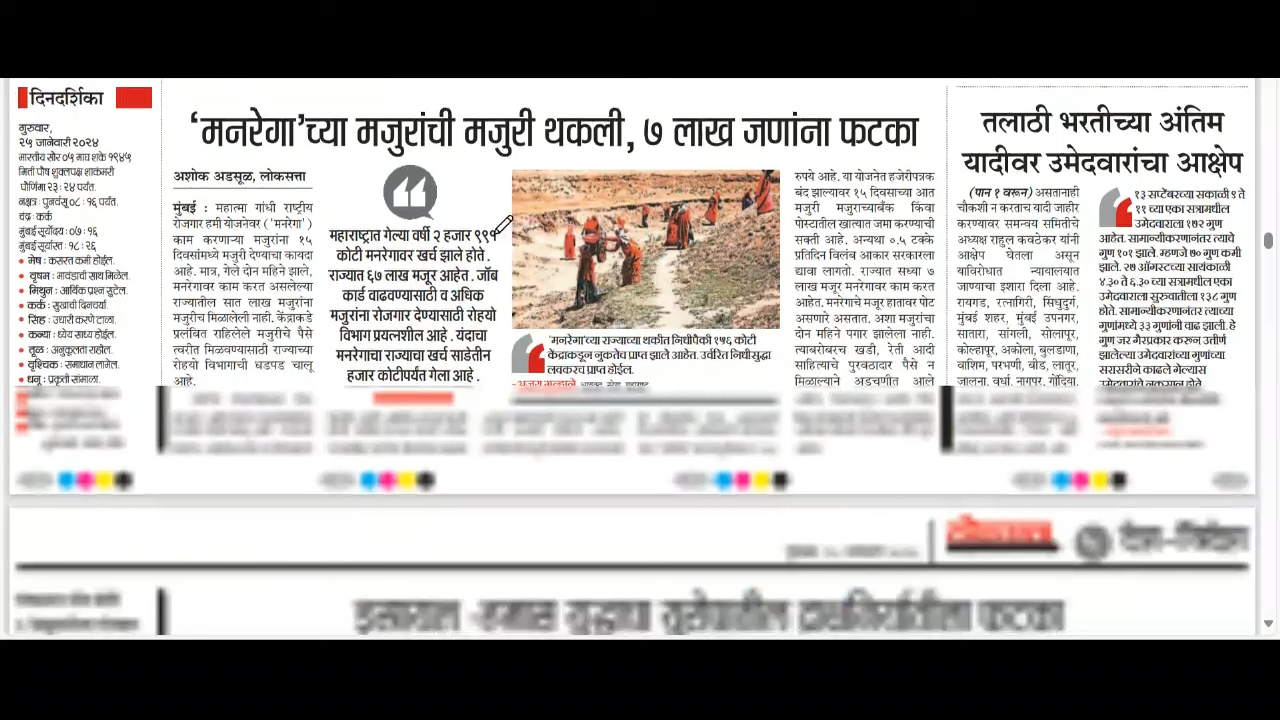 दिनदर्शिका
गुरुवार,
२५ जानेवारी २०२४
भारतीय सौर ०५ माघ शके १९४५
मिती पौष शुक्लपक्ष शाकंमरी
पौर्णिमा २३ : २४ पर्यंत.
नक्षत्र : पुनर्वसू ०८ : १६ पर्यंत.
चंद्र : कर्क
मुंबई सूर्योदय : ०७ : १६
मुंबई सूर्यास्त : १८ : २६
मेष : कसरत कमी होईल.
वृषभ : भावंडाची साथ मिळेल.
मिथुन : आर्थिक प्रश्न सुटेल.
कर्क : सुखाची दिनचर्या.
सिंह : उधारी करणे टाळा.
कन्या : ध्येय साध्य होईल.
तूळ : अनुकूलता राहील.
वृश्चिक : समाधान लाभेल.
धनू : प्रकृती सांभाळा.
'मनरेगा'च्या मजुरांची मजुरी थकली, ७ लाख जणांना फटका
अशोक अडसूळ, लोकसत्ता
मुंबई : महात्मा गांधी राष्ट्रीय
रोजगार हमी योजनेवर ('मनरेगा')
काम करणाऱ्या मजुरांना १५
दिवसांमध्ये मजुरी देण्याचा कायदा
आहे. मात्र, गेले दोन महिने झाले,
मनरेगावर काम करत असलेल्या
राज्यातील सात लाख मजुरांना
मजुरीच मिळालेली नाही. केंद्राकडे
प्रलंबित राहिलेले मजुरीचे पैसे
त्वरीत मिळवण्यासाठी राज्याच्या
रोहयो विभागाची धडपड चालू
आहे.
महाराष्ट्रात गेल्या वर्षी २ हजार ९९१
कोटी मनरेगावर खर्च झाले होते.
राज्यात ६७ लाख मजूर आहेत. जॉब
कार्ड वाढवण्यासाठी व अधिक
मजुरांना रोजगार देण्यासाठी रोहयो
विभाग प्रयत्नशील आहे. यंदाचा
मनरेगाचा राज्याचा खर्च साडेतीन
हजार कोटीपर्यंत गेला आहे.
'मनरेगा'च्या राज्याच्या थकीत निधीपैकी १७६ कोटी
केंद्राकडून नुकतेच प्राप्त झाले आहेत. उर्वरित निधीसुद्धा
लवकरच प्राप्त होईल.
रुपये आहे. या योजनेत हजेरीपत्रक
बंद झाल्यावर १५ दिवसाच्या आत
मजुरी मजुराच्याबँक किंवा
पोस्टातील खात्यात जमा करण्याची
सक्ती आहे. अन्यथा ०.५ टक्के
प्रतिदिन विलंब आकार सरकारला
द्यावा लागतो. राज्यात सध्या ७
लाख मजूर मनरेगावर काम करत
आहेत. मनरेगाचे मजूर हातावर पोट
असणारे असतात. अशा मजुरांचा
दोन महिने पगार झालेला नाही.
त्याबरोबरच खडी, रेती आदी
साहित्याचे पुरवठादार पैसे न
मिळाल्याने अडचणीत आले
तलाठी भरतीच्या अंतिम
यादीवर उमेदवारांचा आक्षेप
(पान १ वरून) असतानाही
चौकशी न करताच यादी जाहीर
करण्यावर समन्वय समितीचे
अध्यक्ष राहुल कवठेकर यांनी
आक्षेप घेतला असून
याविरोधात न्यायालयात
जाण्याचा इशारा दिला आहे.
रायगड, रत्नागिरी, सिंधुदुर्ग,
मुंबई शहर, मुंबई उपनगर,
सातारा, सांगली, सोलापूर,
कोल्हापूर, अकोला, बुलडाणा,
वाशिम, परभणी, बीड, लातूर,
जालना, वर्धा, नागपूर, गोंदिया,
१३ सप्टेंबरच्या सकाळी ९ ते
११ च्या एका सत्रामधील
उमेदवाराला १७२ गुण
आहेत. सामान्यीकरणानंतर त्याचे
गुण १०१ झाले. म्हणजे ७० गुण कमी
झाले. २७ ऑगस्टच्या सायंकाळी
४.३० ते ६.३० च्या सत्रामधील एका
उमेदवाराला सुरुवातीला १३८ गुण
होते. सामान्यीकरणानंतर त्याच्या
गुणांमध्ये ३३ गुणांनी वाढ झाली. हे
गुण जर गैरप्रकार करून उत्तीर्ण
झालेल्या उमेदवारांच्या गुणांच्या
सरासरीने काढले गेल्यास
उमेदवारांचे नुकसान होते